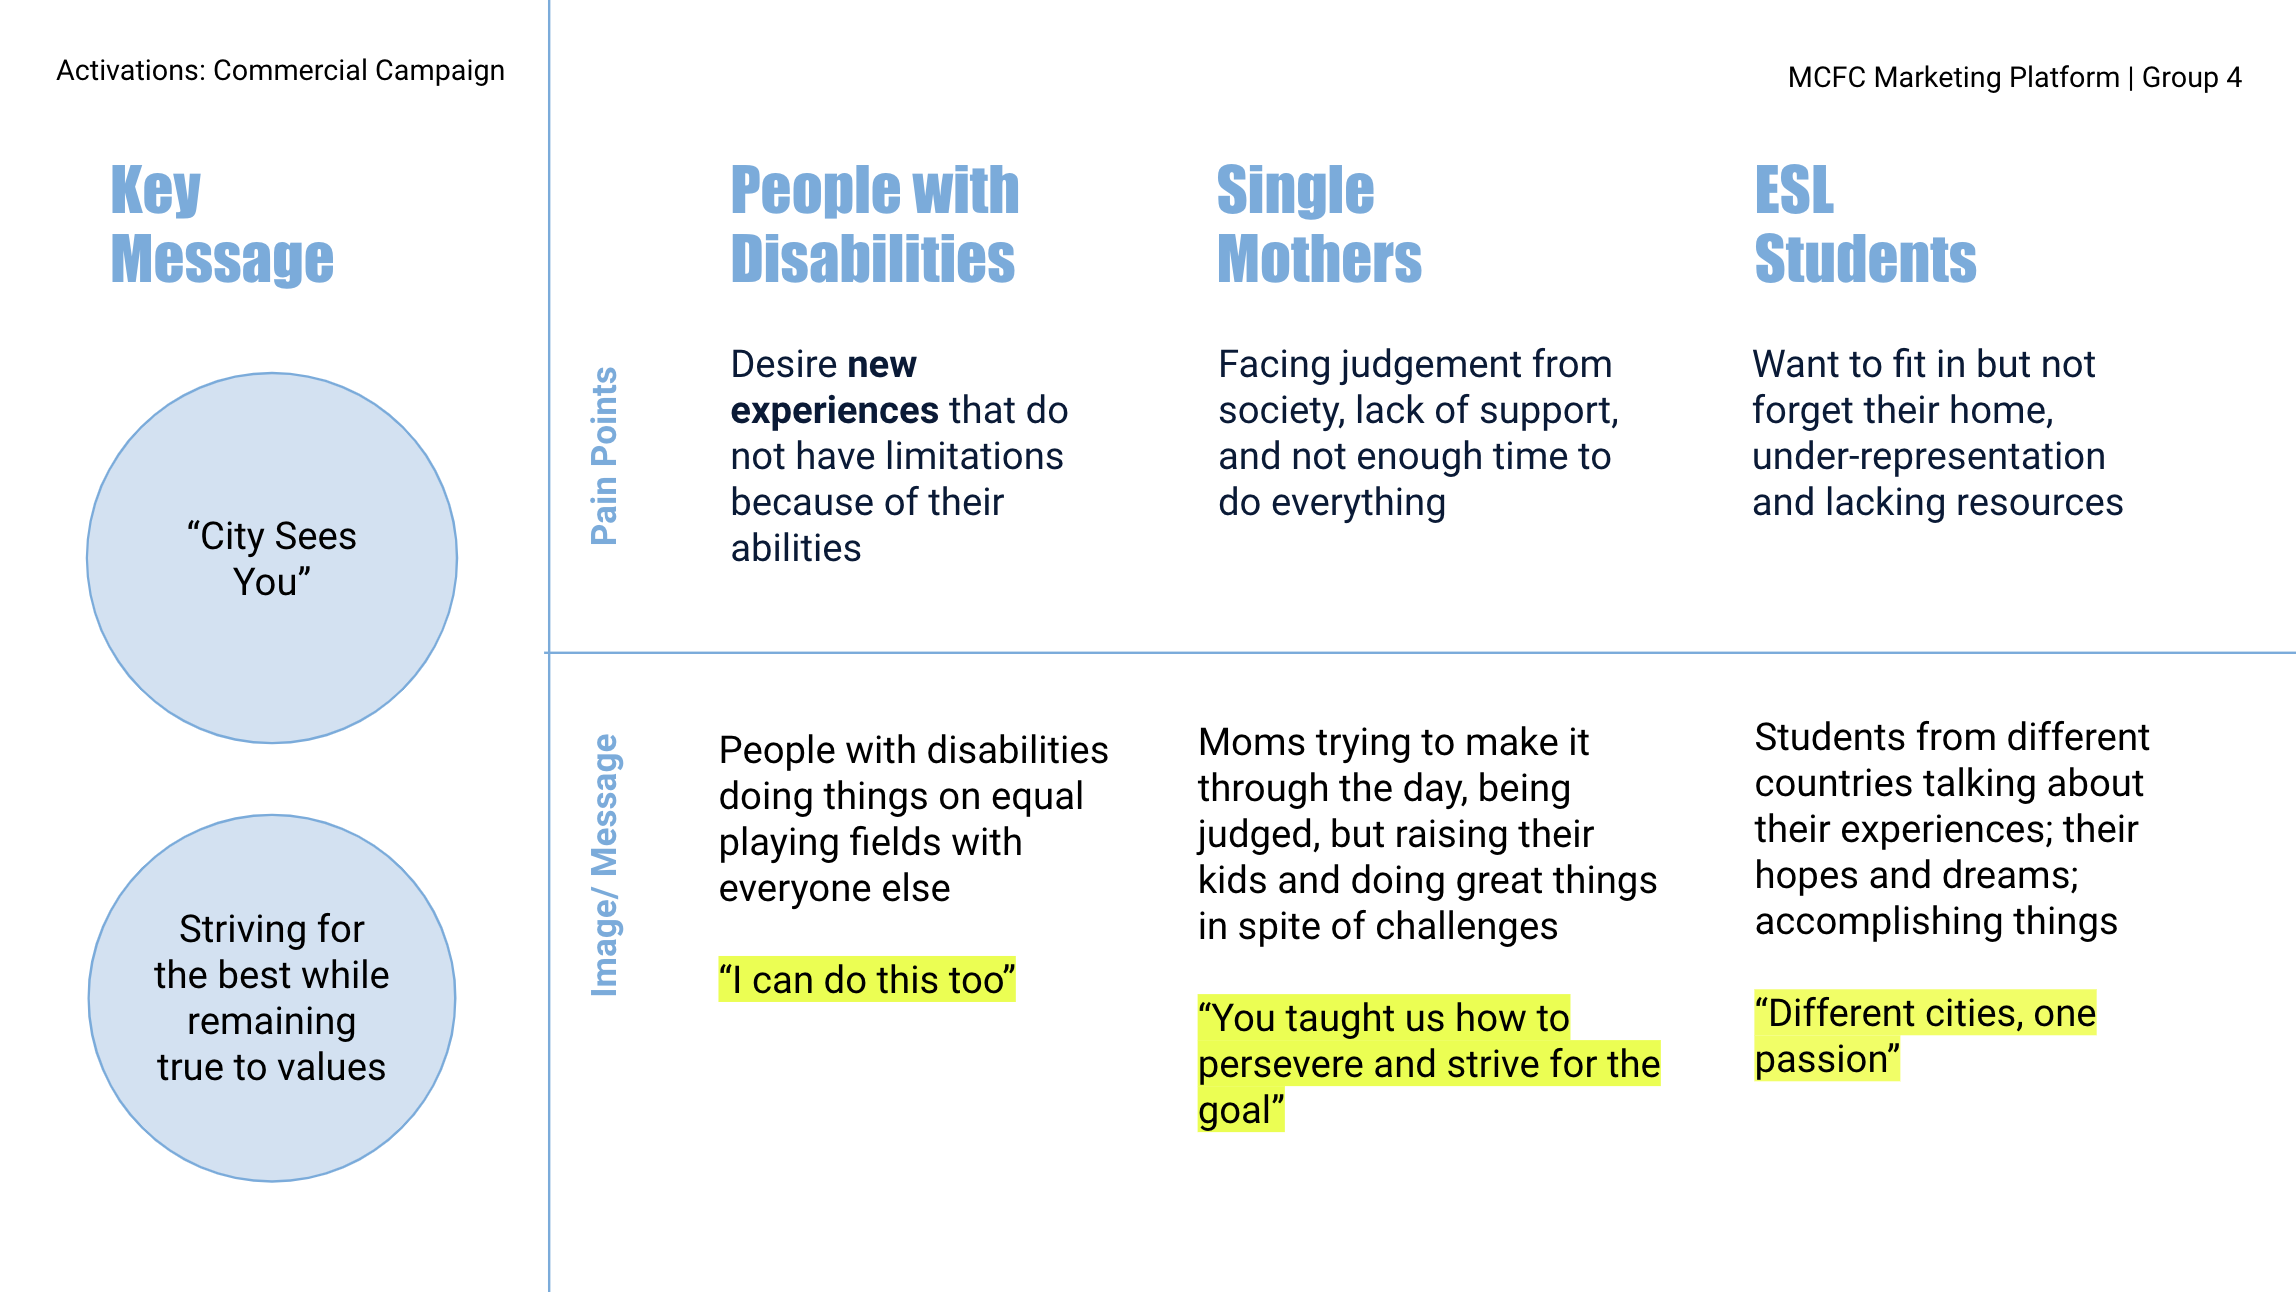 Activations: Commercial Campaign
MCFC Marketing Platform | Group 4
Key
Message
“City Sees
You”
Striving for
the best while
remaining
true to values
People with
Disabilities
Single
Mothers
ESL
Students
Pain Points
Desire new
experiences that do
not have limitations
because of their
abilities
Facing judgement from
society, lack of support,
and not enough time to
do everything
Want to fit in but not
forget their home,
under-representation
and lacking resources
Image/ Message
People with disabilities
doing things on equal
playing fields with
everyone else
“I can do this too”
Moms trying to make it
through the day, being
judged, but raising their
kids and doing great things
in spite of challenges
“You taught us how to
persevere and strive for the
goal”
Students from different
countries talking about
their experiences; their
hopes and dreams;
accomplishing things
“Different cities, one
passion”